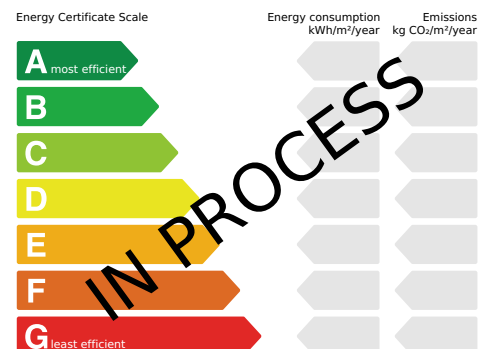 Energy Certificate Scale
Energy consumption
kWh/m²/year
Emissions
kg CO₂/m²/year
A most efficient
B
C
D
E
F
G least efficient
IN PROCESS